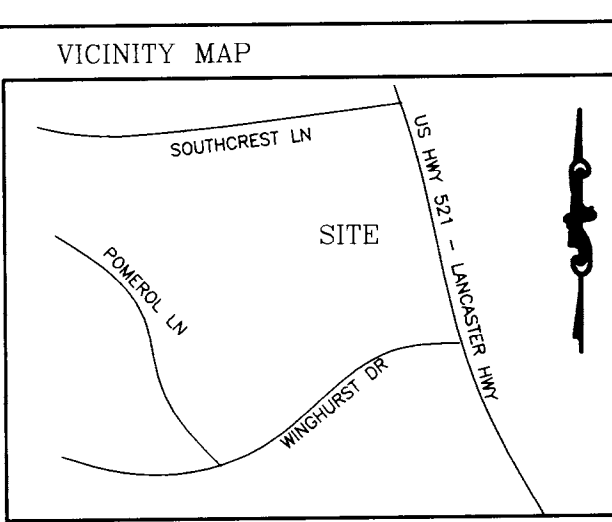 VICINITY MAP
SOUTHCREST LN
US HWY 521 – LANCASTER HWY
SITE
POMEROL LN
WINGHURST DR